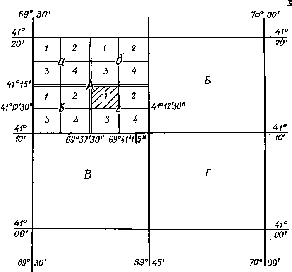 3
69° 30' 70° 00'
41° 20' 41° 20'
1 2 1 2
а б
3 4 3 4
Б
41°15'
А
1 2 1 2
41°12'30" 41°12'30"
в г
3 4 3 4
41° 10' 41° 10'
69°37'30" 69°41'15"
В Г
41° 00' 41° 00'
69° 30' 69° 45' 70° 00'